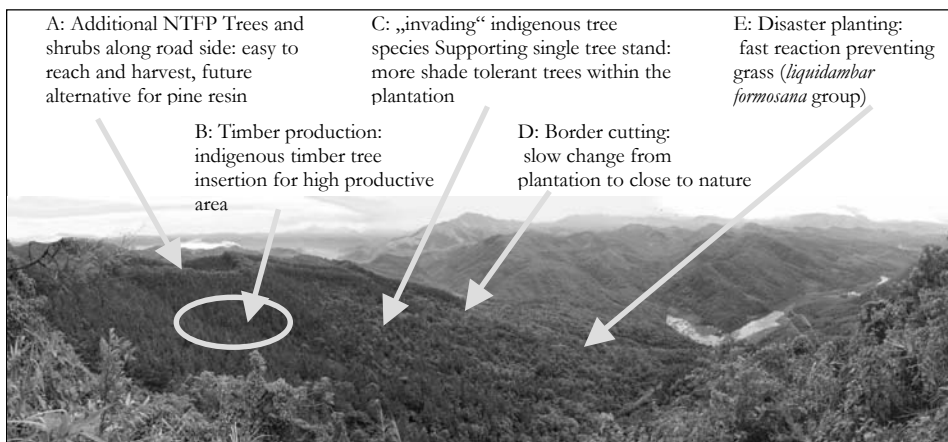 A: Additional NTFP Trees and
shrubs along road side: easy to
reach and harvest, future
alternative for pine resin
B: Timber production:
indigenous timber tree
insertion for high productive
area
C: „invading“ indigenous tree
species Supporting single tree stand:
more shade tolerant trees within the
plantation
D: Border cutting:
slow change from
plantation to close to nature
E: Disaster planting:
fast reaction preventing
grass (liquidambar
formosana group)